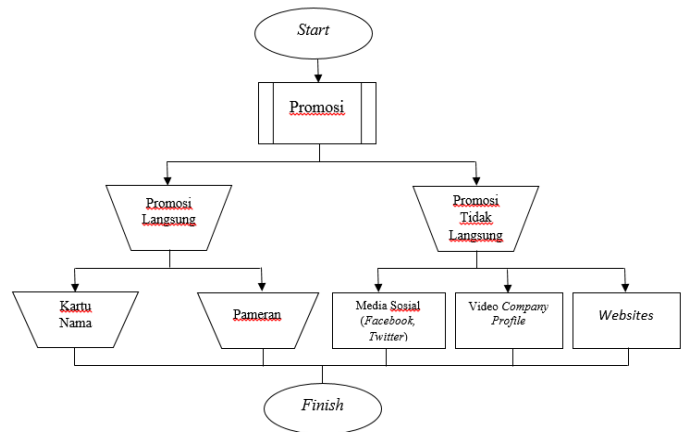 Start
Promosi
Promosi
Langsung
Promosi
Tidak
Langsung
Kartu
Nama
Pameran
Media Sosial
(Facebook,
Twitter)
Video Company
Profile
Websites
Finish